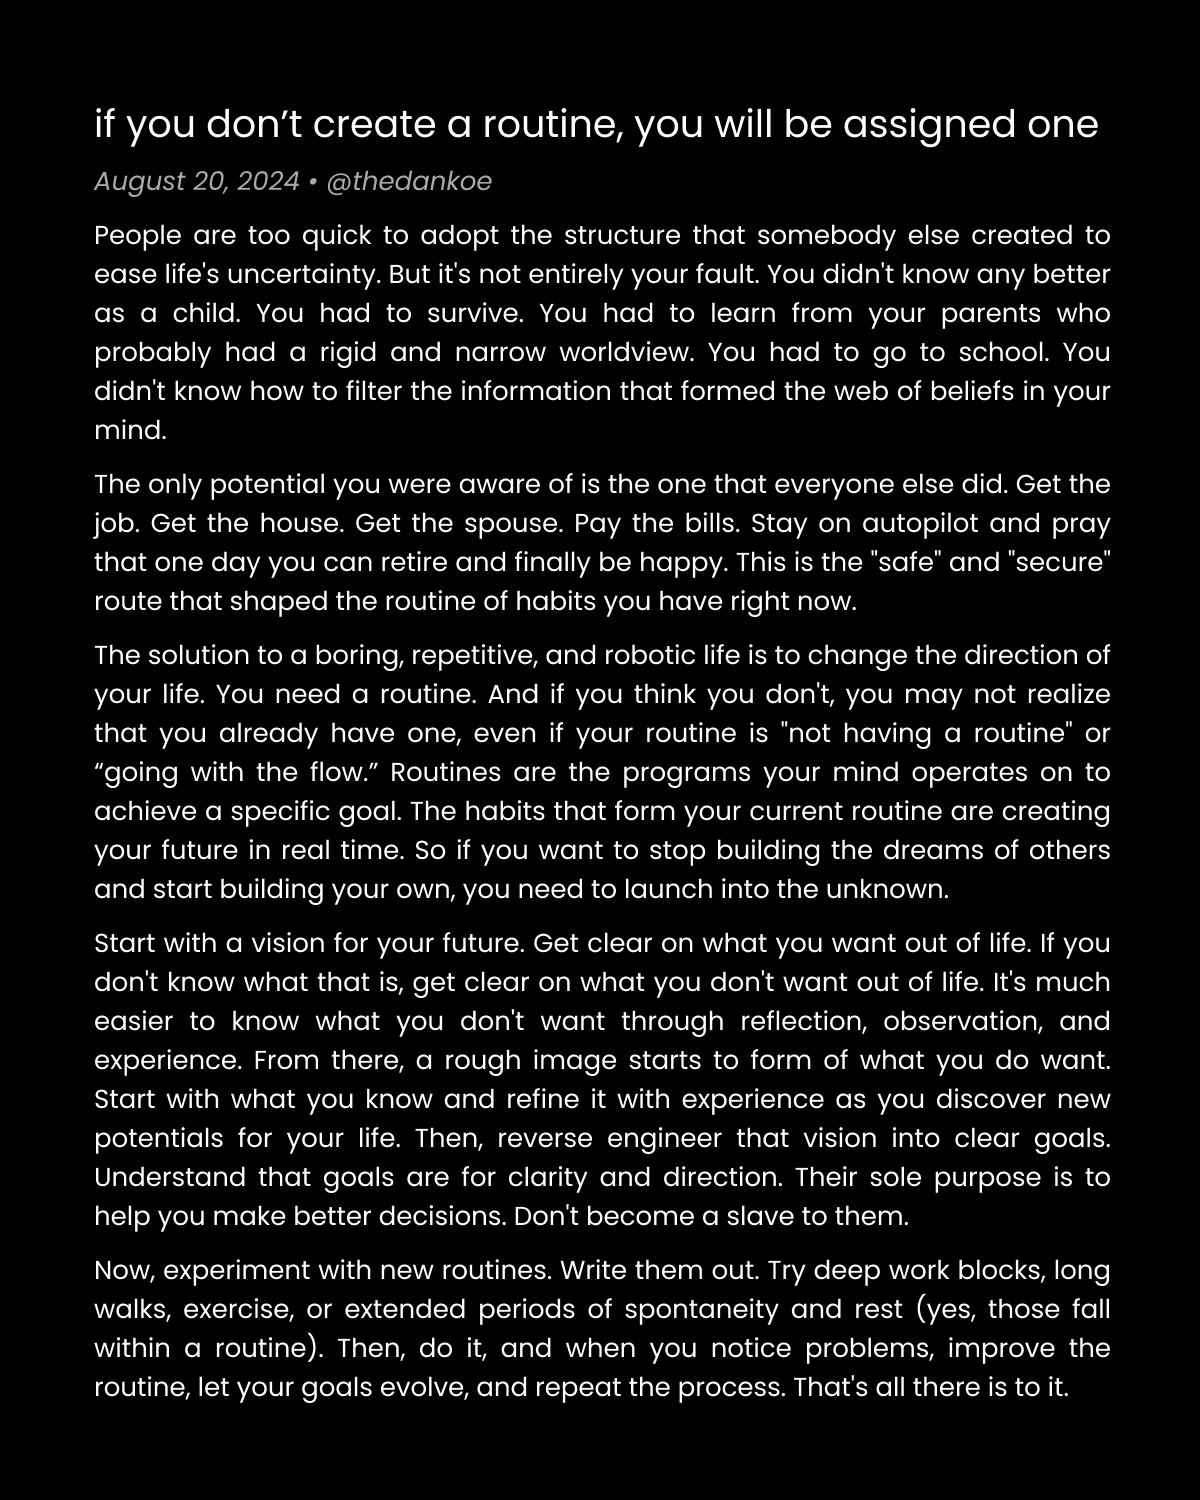 if you don’t create a routine, you will be assigned one
August 20, 2024 • @thedankoe
People are too quick to adopt the structure that somebody else created to
ease life's uncertainty. But it's not entirely your fault. You didn't know any better
as a child. You had to survive. You had to learn from your parents who
probably had a rigid and narrow worldview. You had to go to school. You
didn't know how to filter the information that formed the web of beliefs in your
mind.
The only potential you were aware of is the one that everyone else did. Get the
job. Get the house. Get the spouse. Pay the bills. Stay on autopilot and pray
that one day you can retire and finally be happy. This is the "safe" and "secure"
route that shaped the routine of habits you have right now.
The solution to a boring, repetitive, and robotic life is to change the direction of
your life. You need a routine. And if you think you don't, you may not realize
that you already have one, even if your routine is "not having a routine" or
“going with the flow.” Routines are the programs your mind operates on to
achieve a specific goal. The habits that form your current routine are creating
your future in real time. So if you want to stop building the dreams of others
and start building your own, you need to launch into the unknown.
Start with a vision for your future. Get clear on what you want out of life. If you
don't know what that is, get clear on what you don't want out of life. It's much
easier to know what you don't want through reflection, observation, and
experience. From there, a rough image starts to form of what you do want.
Start with what you know and refine it with experience as you discover new
potentials for your life. Then, reverse engineer that vision into clear goals.
Understand that goals are for clarity and direction. Their sole purpose is to
help you make better decisions. Don't become a slave to them.
Now, experiment with new routines. Write them out. Try deep work blocks, long
walks, exercise, or extended periods of spontaneity and rest (yes, those fall
within a routine). Then, do it, and when you notice problems, improve the
routine, let your goals evolve, and repeat the process. That's all there is to it.